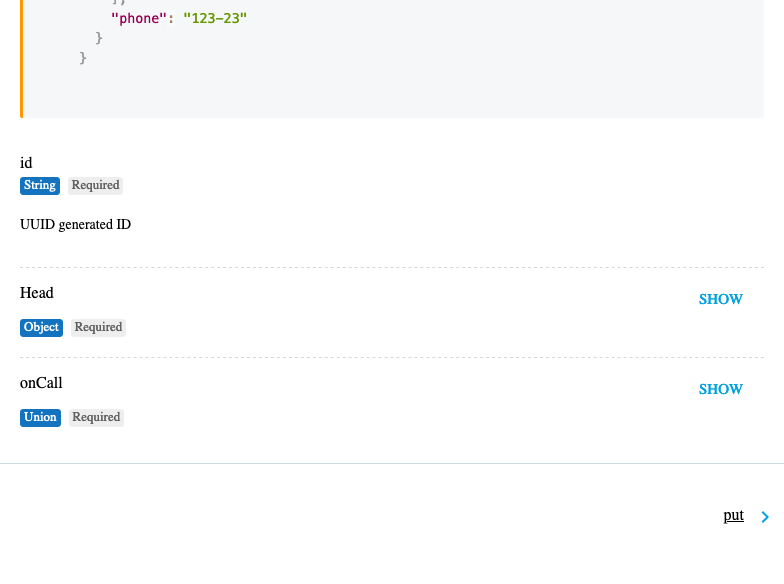 "phone": "123-23"
}
}
id
String Required
UUID generated ID
Head
SHOW
Object Required
onCall
SHOW
Union Required
put